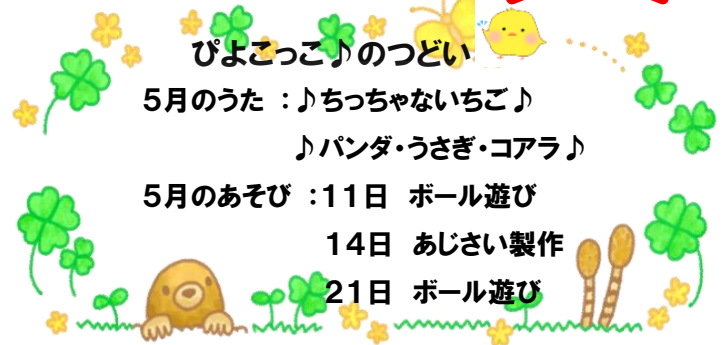 ぴよこっこ♪のつどい
５月のうた ：♪ちっちゃないちご♪
♪パンダ・うさぎ・コアラ♪
５月のあそび ：１１日　ボール遊び
１４日　あじさい製作
２１日　ボール遊び